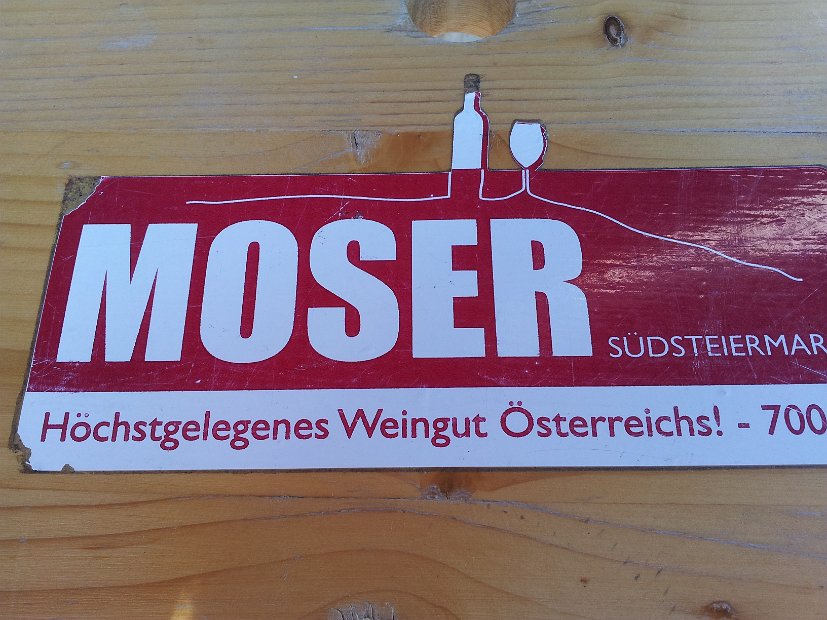 MOSER
SÜDSTEIERMAR
Höchstgelegenes Weingut Österreichs! - 700